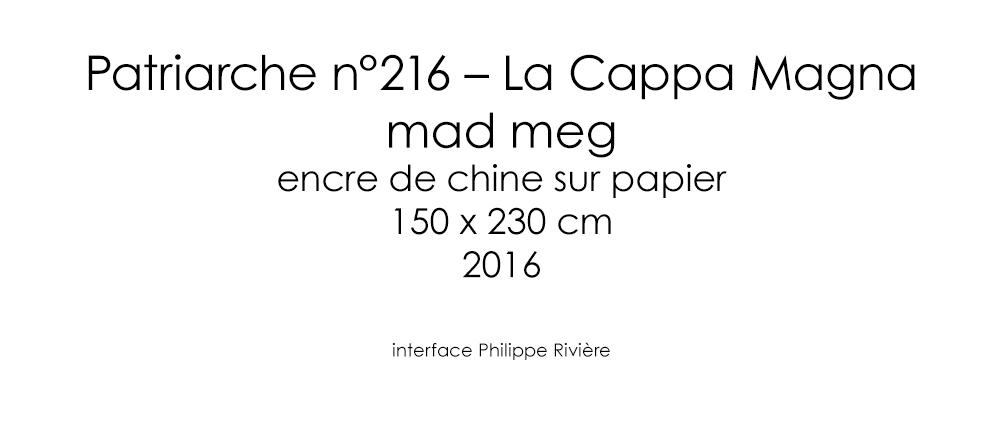 Patriarche n°216 – La Cappa Magna
mad meg
encre de chine sur papier
150 x 230 cm
2016
interface Philippe Rivière